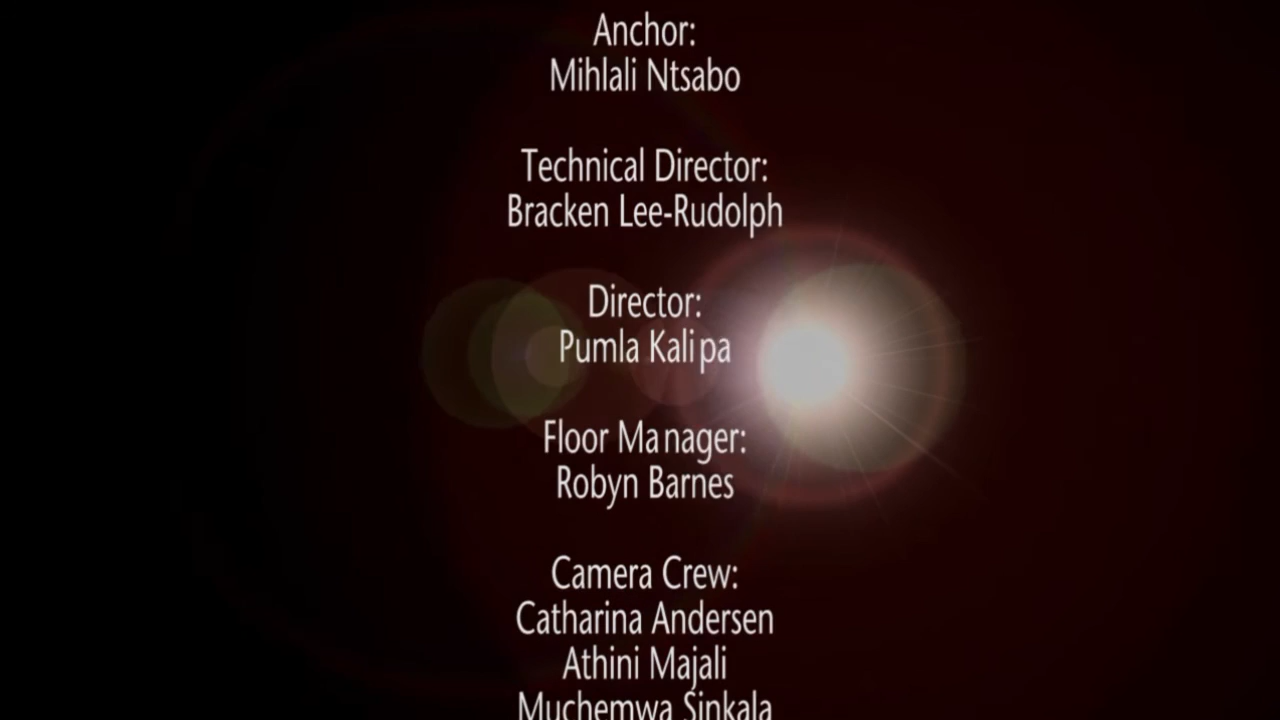 Anchor:
Mihlali Ntsabo
Technical Director:
Bracken Lee-Rudolph
Director:
Pumla Kalipa
Floor Manager:
Robyn Barnes
Camera Crew:
Catharina Andersen
Athini Majali
Muchemwa Sinkala